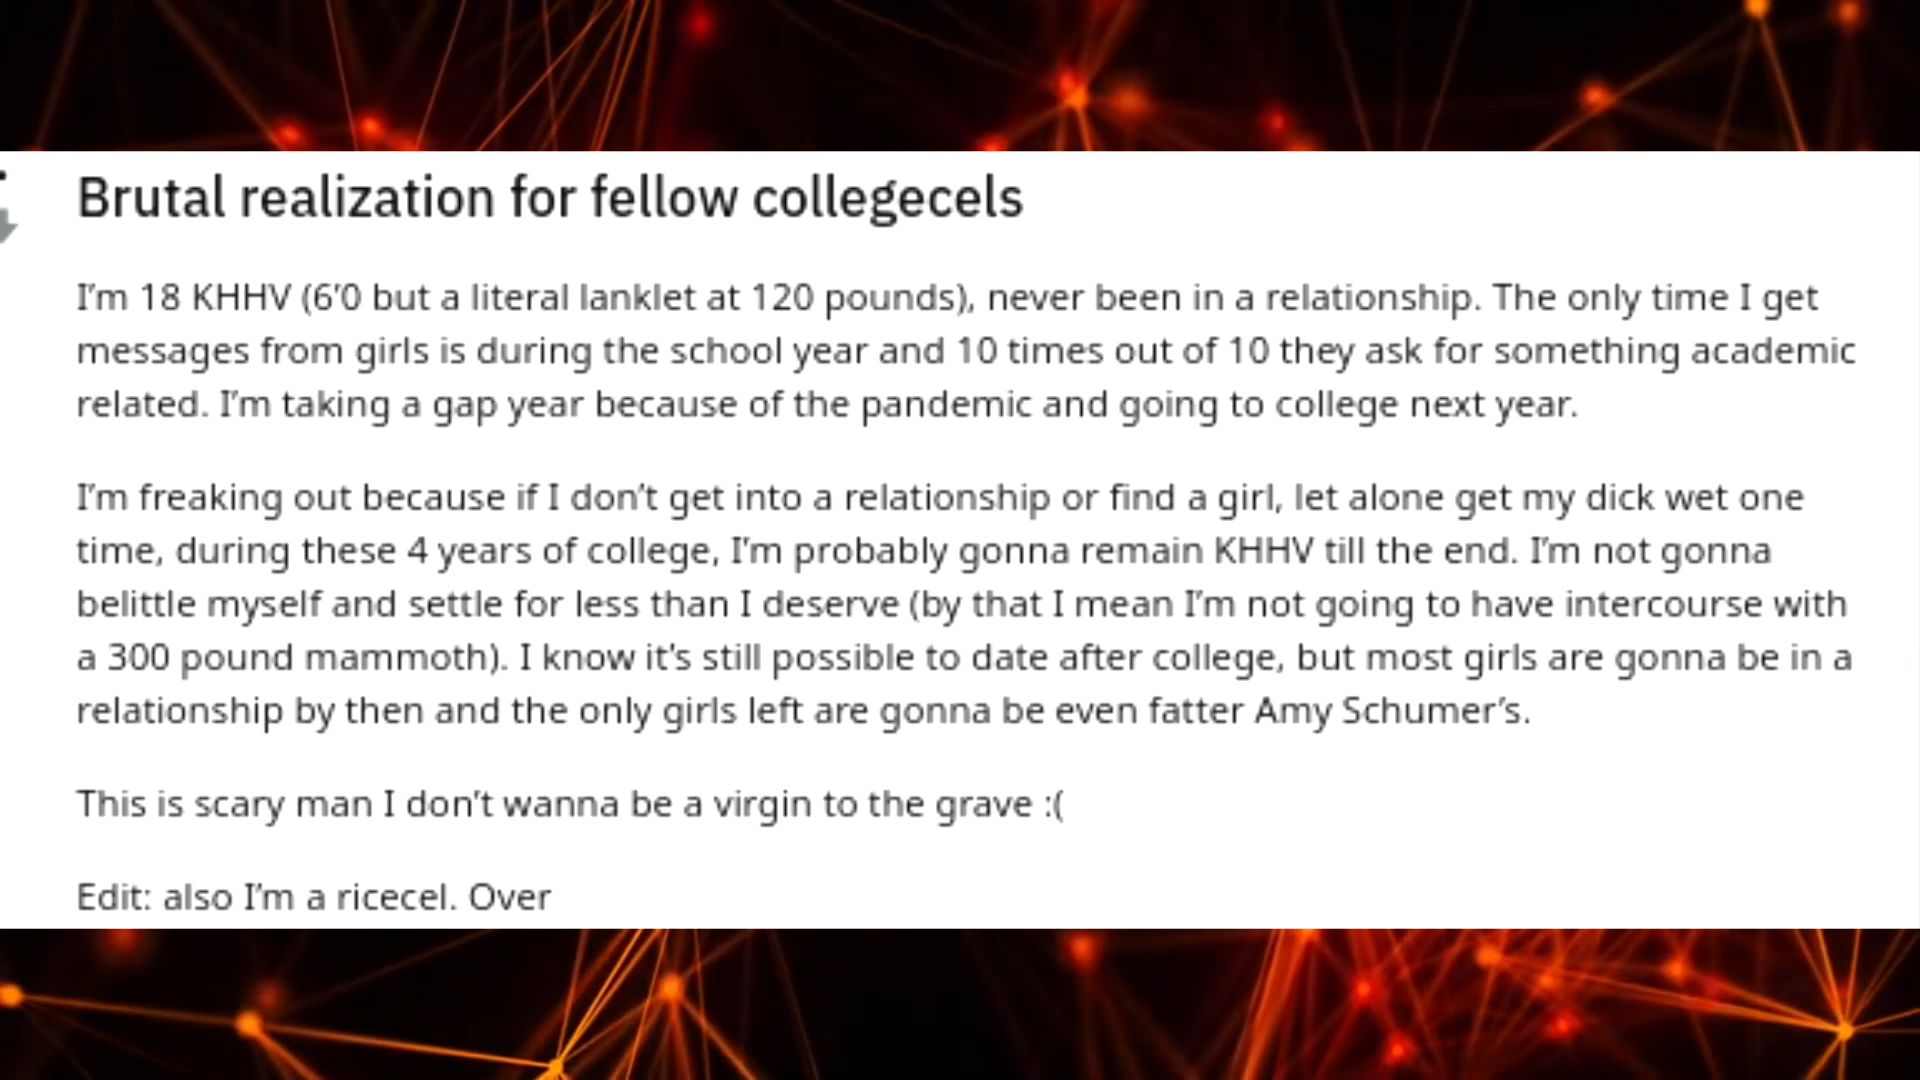 Brutal realization for fellow collegecels
I'm 18 KHHV (6'0 but a literal lanklet at 120 pounds), never been in a relationship. The only time I get
messages from girls is during the school year and 10 times out of 10 they ask for something academic
related. I'm taking a gap year because of the pandemic and going to college next year.
I'm freaking out because if I don't get into a relationship or find a girl, let alone get my dick wet one
time, during these 4 years of college, I'm probably gonna remain KHHV till the end. I'm not gonna
belittle myself and settle for less than I deserve (by that I mean I'm not going to have intercourse with
a 300 pound mammoth). I know it's still possible to date after college, but most girls are gonna be in a
relationship by then and the only girls left are gonna be even fatter Amy Schumer's.
This is scary man I don't wanna be a virgin to the grave :(
Edit: also I'm a ricecel. Over